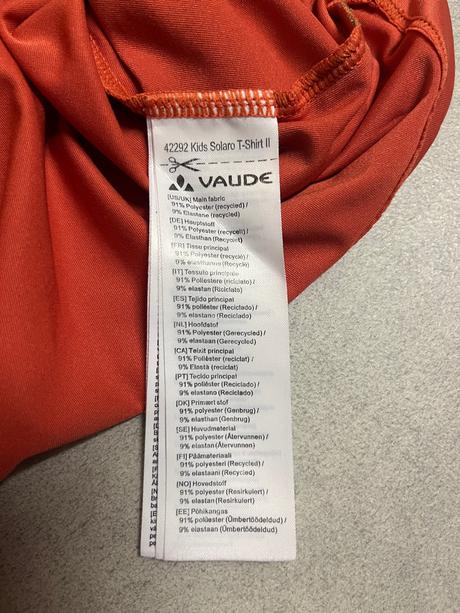 42292 Kids Solaro T-Shirt II
VAUDE
[US/UK] Main fabric
91% Polyester (recycled) /
9% Elastane (recycled)
[DE] Hauptstoff
91% Polyester (recycelt) /
9% Elasthan (Recycelt)
[FR] Tissu principal
91% Polyester (recyclé) /
9% elasthanne (Recyclé)
[IT] Tessuto principale
91% Poliestere (riciclato) /
9% elastan (Riciclato)
[ES] Tejido principal
91% Poliéster (Reciclado) /
9% elastano (Reciclado)
[NL] Hoofdstof
91% Polyester (Gerecycled) /
9% elastaan (Gerecycled)
[CA] Teixit principal
91% Polièster (reciclat) /
9% Elastà (reciclat)
[PT] Tecido principal
91% poliéster (Reciclado) /
9% elastano (Reciclado)
[DK] Primært stof
91% polyester (Genbrug) /
9% elasthan (Genbrug)
[SE] Huvudmaterial
91% polyester (Återvunnen) /
9% elastan (Återvunnen)
[FI] Päämateriaali
91% polyesteri (Recycled) /
9% elastaani (Recycled)
[NO] Hovedstoff
91% polyester (Resirkulert) /
9% elastan (Resirkulert)
[EE] Põhikangas
91% polüester (Ümbertöödeldud) /
9% elastaan (Ümbertöödeldud)